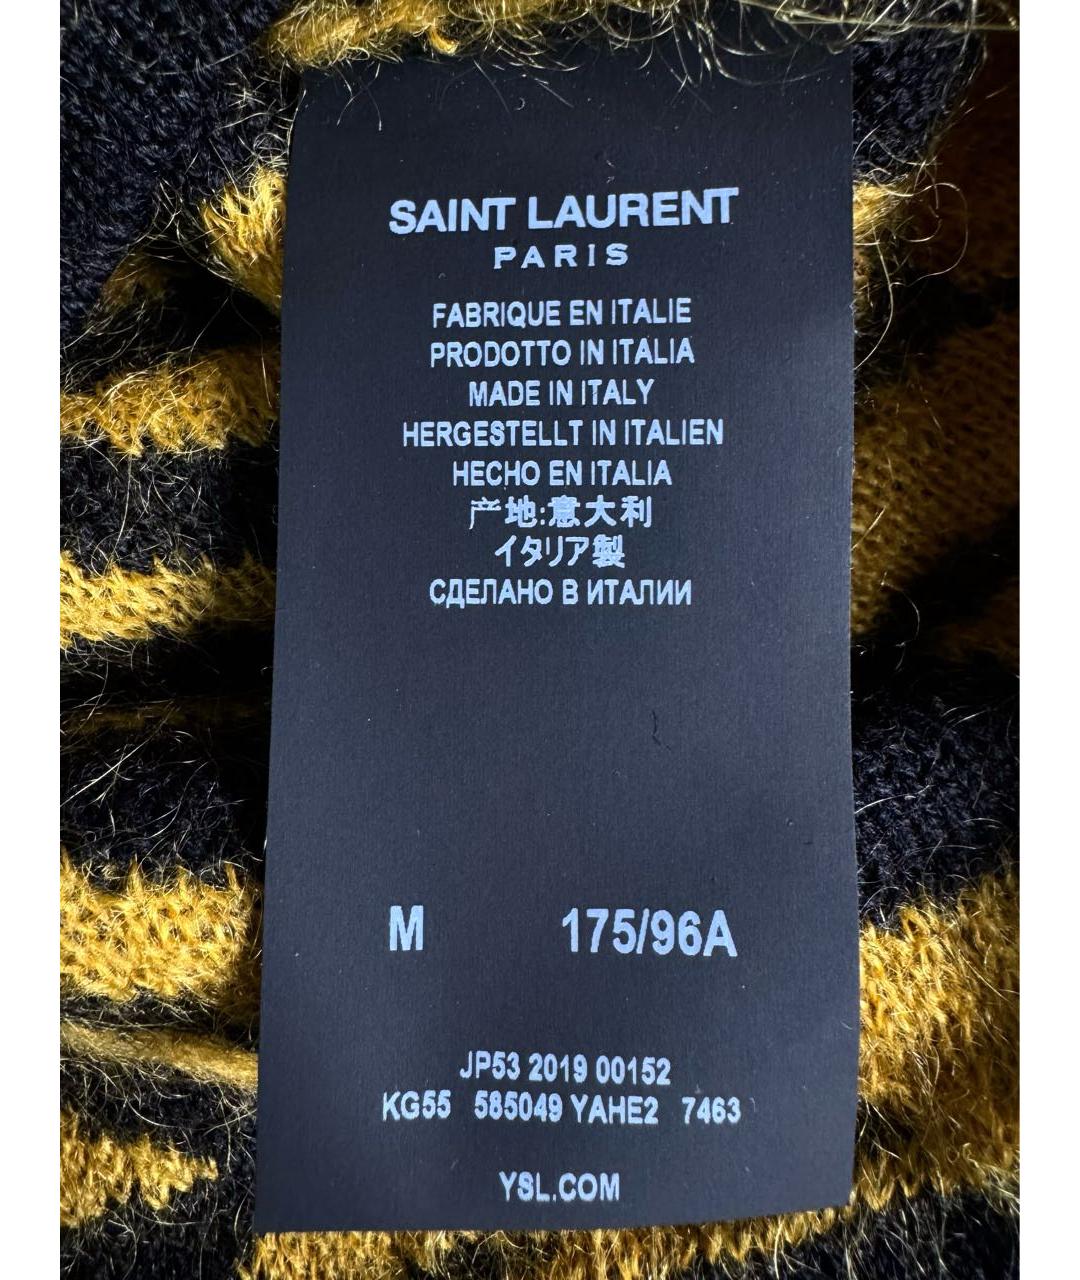 SAINT LAURENT
PARIS
FABRIQUE EN ITALIE
PRODOTTO IN ITALIA
MADE IN ITALY
HERGESTELLT IN ITALIEN
HECHO EN ITALIA
产地:意大利
イタリア製
СДЕЛАНО В ИТАЛИИ
M 175/96A
JP53 2019 00152
KG55 585049 YAHE2 7463
YSL.COM